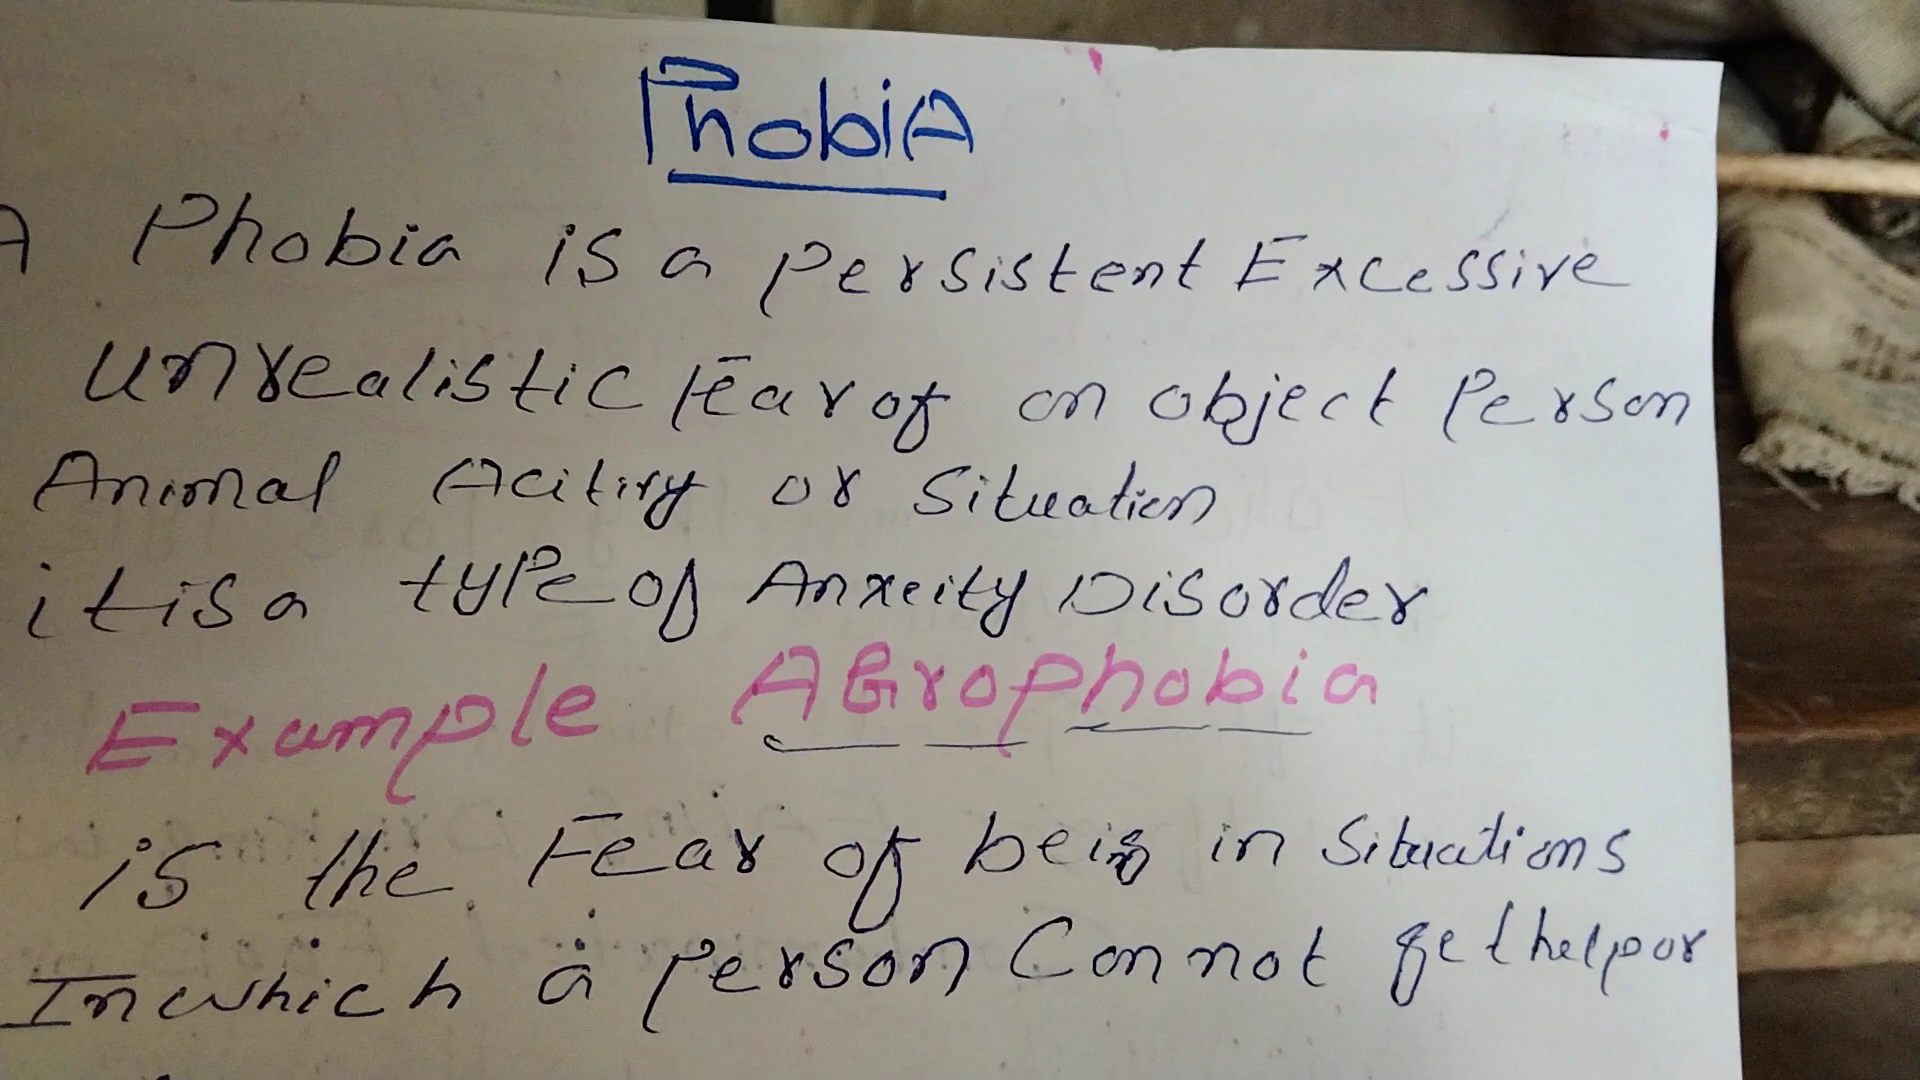 PhobiA
A Phobia is a Persistent Excessive
unrealistic Fear of an object Person
Animal Acitivy or Situation
it is a type of Anxeity Disorder
Example AGrophobia
is the Fear of beig in Situations
In which a Person Cannot get help or